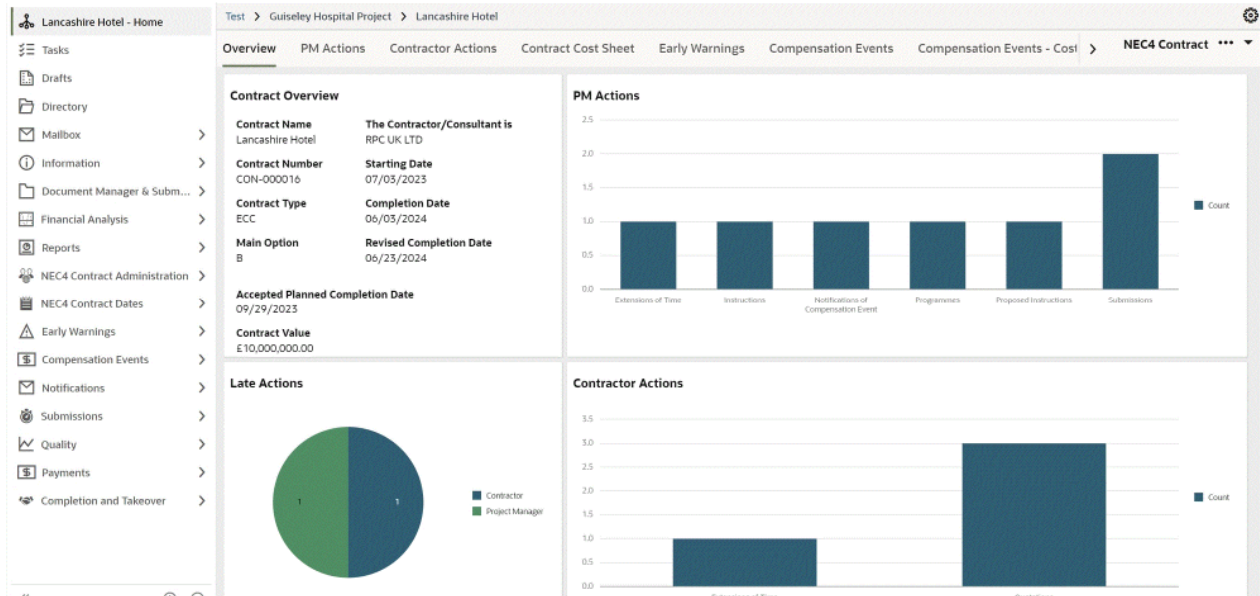 Lancashire Hotel - Home
Tasks
Drafts
Directory
Mailbox
Information
Document Manager & Subm...
Financial Analysis
Reports
NEC4 Contract Administration
NEC4 Contract Dates
Early Warnings
Compensation Events
Notifications
Submissions
Quality
Payments
Completion and Takeover
Test > Guiseley Hospital Project > Lancashire Hotel
Overview PM Actions Contractor Actions Contract Cost Sheet Early Warnings Compensation Events Compensation Events - Cost NEC4 Contract
Contract Overview
Contract Name The Contractor/Consultant is
Lancashire Hotel RPC UK LTD
Contract Number Starting Date
CON-000016 07/03/2023
Contract Type Completion Date
ECC 06/03/2024
Main Option Revised Completion Date
B 06/23/2024
Accepted Planned Completion Date
09/29/2023
Contract Value
£10,000,000.00
PM Actions
2.5
2.0
1.5
1.0
0.5
0.0
Extensions of Time Instructions Notifications of Programmes Proposed Instructions Submissions
Compensation Event
Count
Late Actions
1 1
Contractor
Project Manager
Contractor Actions
3.5
3.0
2.5
2.0
1.5
1.0
0.5
0.0
Count